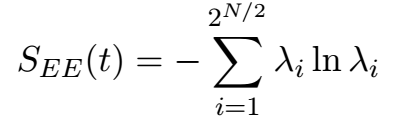 S_{EE}(t) = - \sum_{i=1}^{2^{N/2}} \lambda_i \ln \lambda_i